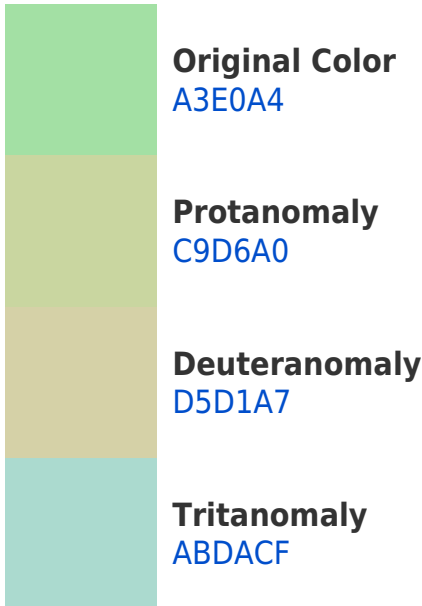 Original Color
A3E0A4
Protanomaly
C9D6A0
Deuteranomaly
D5D1A7
Tritanomaly
ABDACF